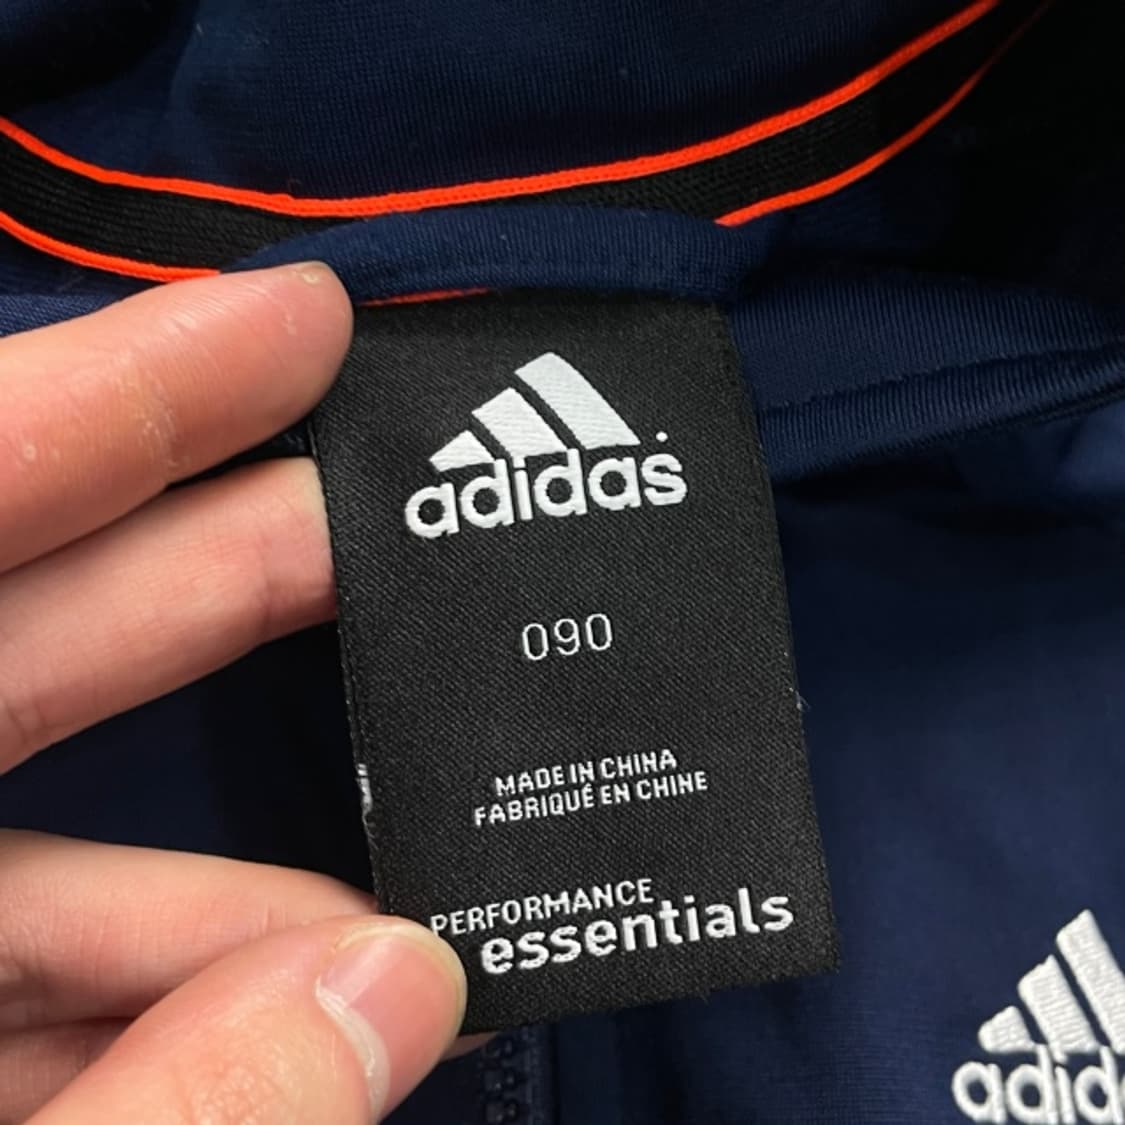 adidas
090
MADE IN CHINA
FABRIQUÉ EN CHINE
PERFORMANCE
essentials